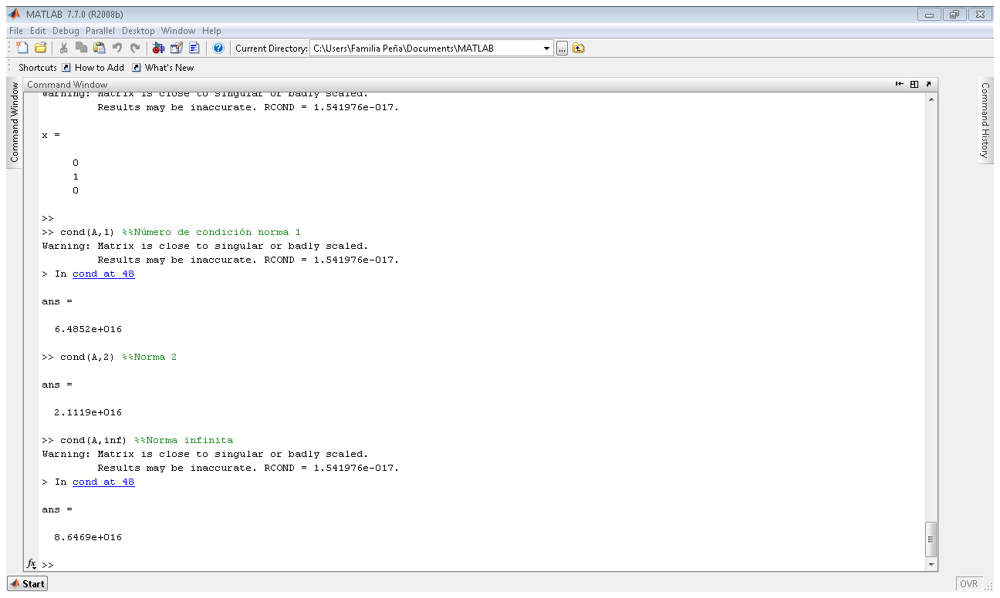 MATLAB 7.7.0 (R2008b)
File Edit Debug Parallel Desktop Window Help
Current Directory: C:\Users\Familia Peña\Documents\MATLAB
...
Shortcuts How to Add What's New
Command Window
Command Window
Command History
Warning: Matrix is close to singular or badly scaled.
Results may be inaccurate. RCOND = 1.541976e-017.
x =
0
1
0
>>
>> cond(A,1) %%Número de condición norma 1
Warning: Matrix is close to singular or badly scaled.
Results may be inaccurate. RCOND = 1.541976e-017.
> In cond at 48
ans =
6.4852e+016
>> cond(A,2) %%Norma 2
ans =
2.1119e+016
>> cond(A,inf) %%Norma infinita
Warning: Matrix is close to singular or badly scaled.
Results may be inaccurate. RCOND = 1.541976e-017.
> In cond at 48
ans =
8.6469e+016
fx >>
Start
OVR